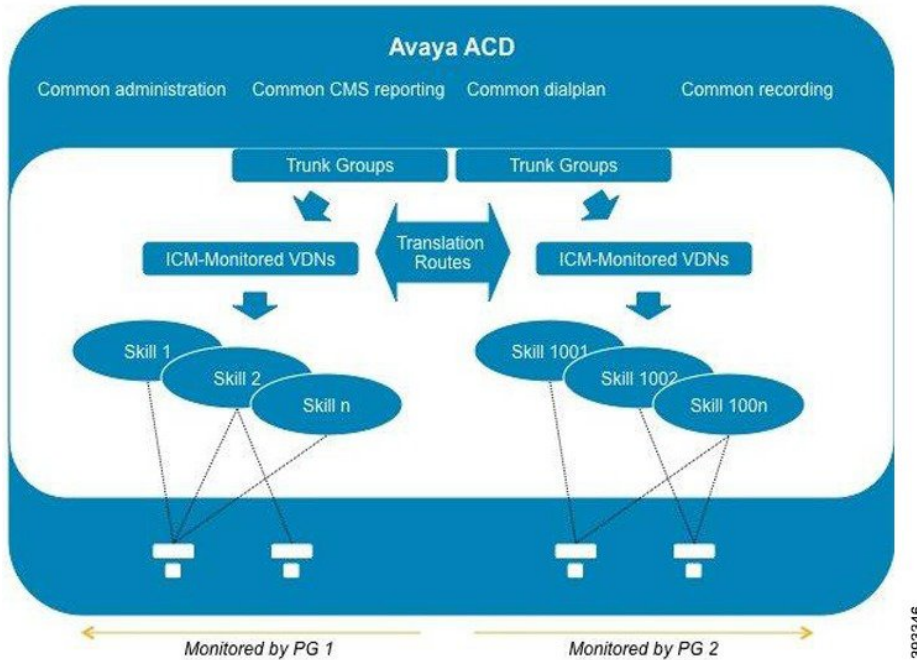 Avaya ACD
Common administration Common CMS reporting Common dialplan Common recording
Trunk Groups Trunk Groups
Translation Routes
ICM-Monitored VDNs ICM-Monitored VDNs
Skill 1 Skill 1001
Skill 2 Skill 1002
Skill n Skill 100n
Monitored by PG 1 Monitored by PG 2
393346